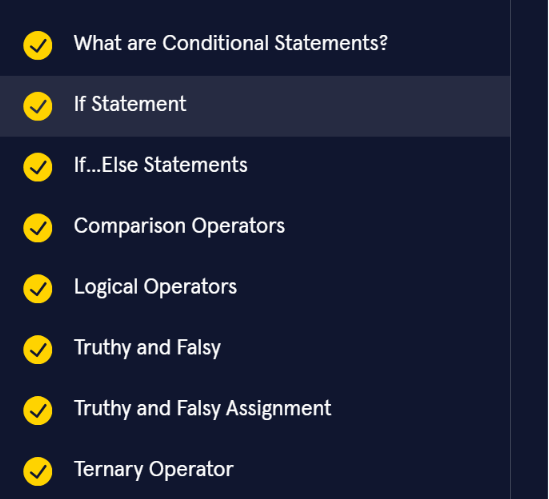 What are Conditional Statements?
If Statement
If...Else Statements
Comparison Operators
Logical Operators
Truthy and Falsy
Truthy and Falsy Assignment
Ternary Operator